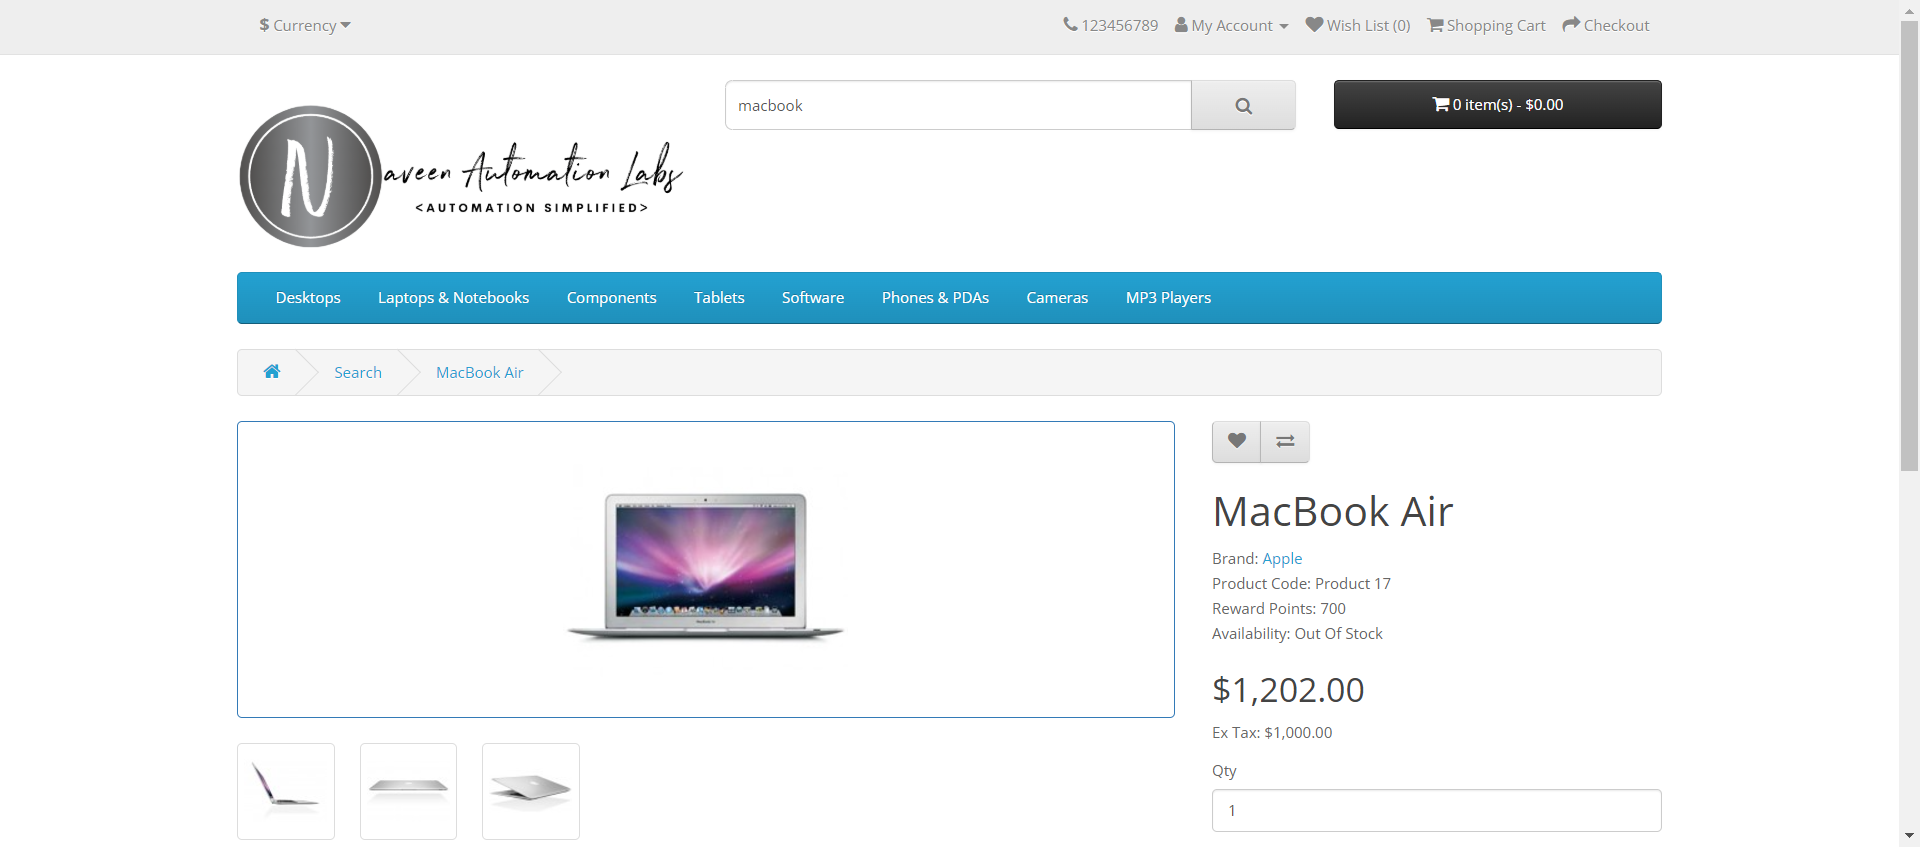 $ Currency
123456789 My Account Wish List (0) Shopping Cart Checkout
macbook
0 item(s) - $0.00
N
aveen Automation Labs
<AUTOMATION SIMPLIFIED>
Desktops Laptops & Notebooks Components Tablets Software Phones & PDAs Cameras MP3 Players
Search MacBook Air
MacBook Air
Brand: Apple
Product Code: Product 17
Reward Points: 700
Availability: Out Of Stock
$1,202.00
Ex Tax: $1,000.00
Qty
1